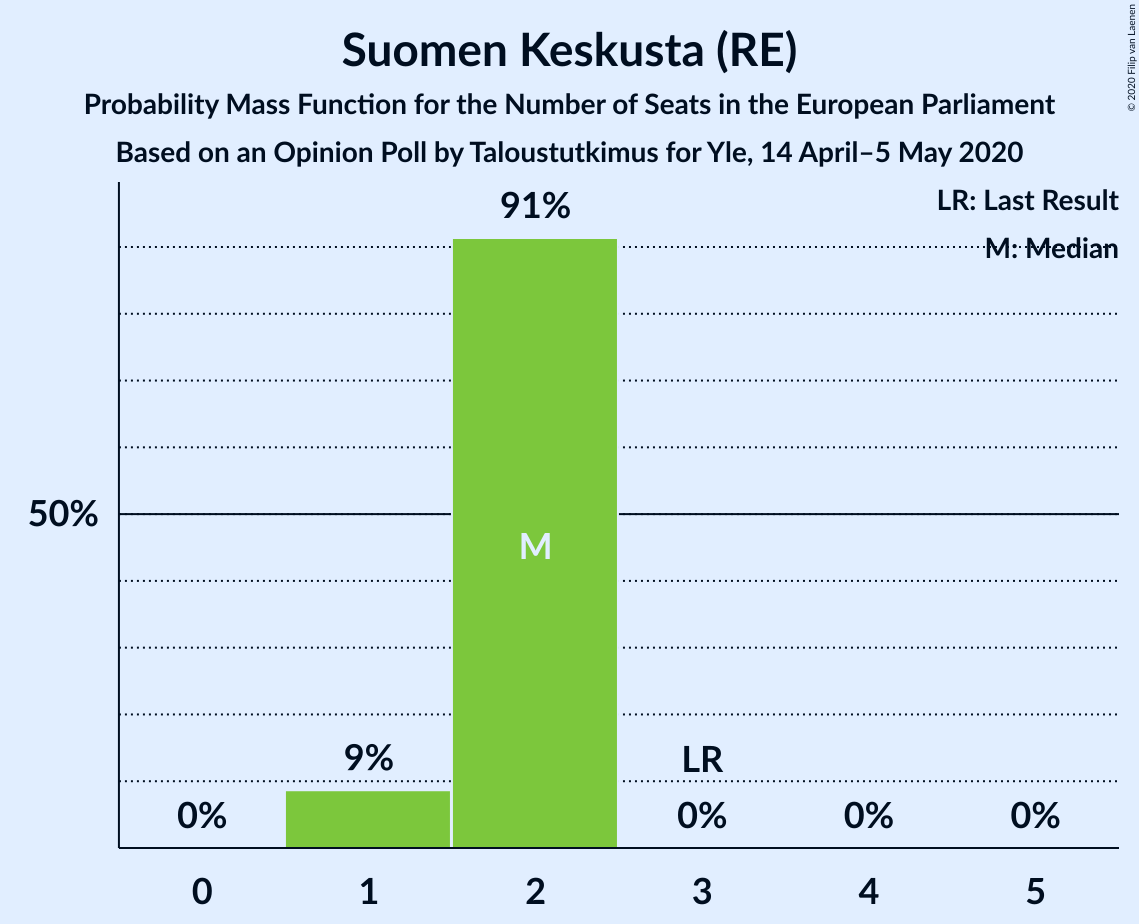 Suomen Keskusta (RE)
Probability Mass Function for the Number of Seats in the European Parliament
Based on an Opinion Poll by Taloustutkimus for Yle, 14 April–5 May 2020
© 2020 Filip van Laenen
LR: Last Result
M: Median
91%
50%
M
9%
LR
0%
0%
0%
0%
0 1 2 3 4 5